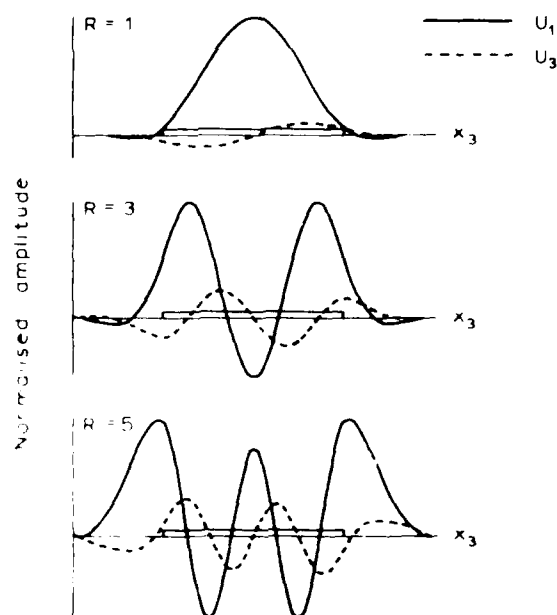 R = 1
U₁
U₃
x₃
R = 3
x₃
Normalised amplitude
R = 5
x₃